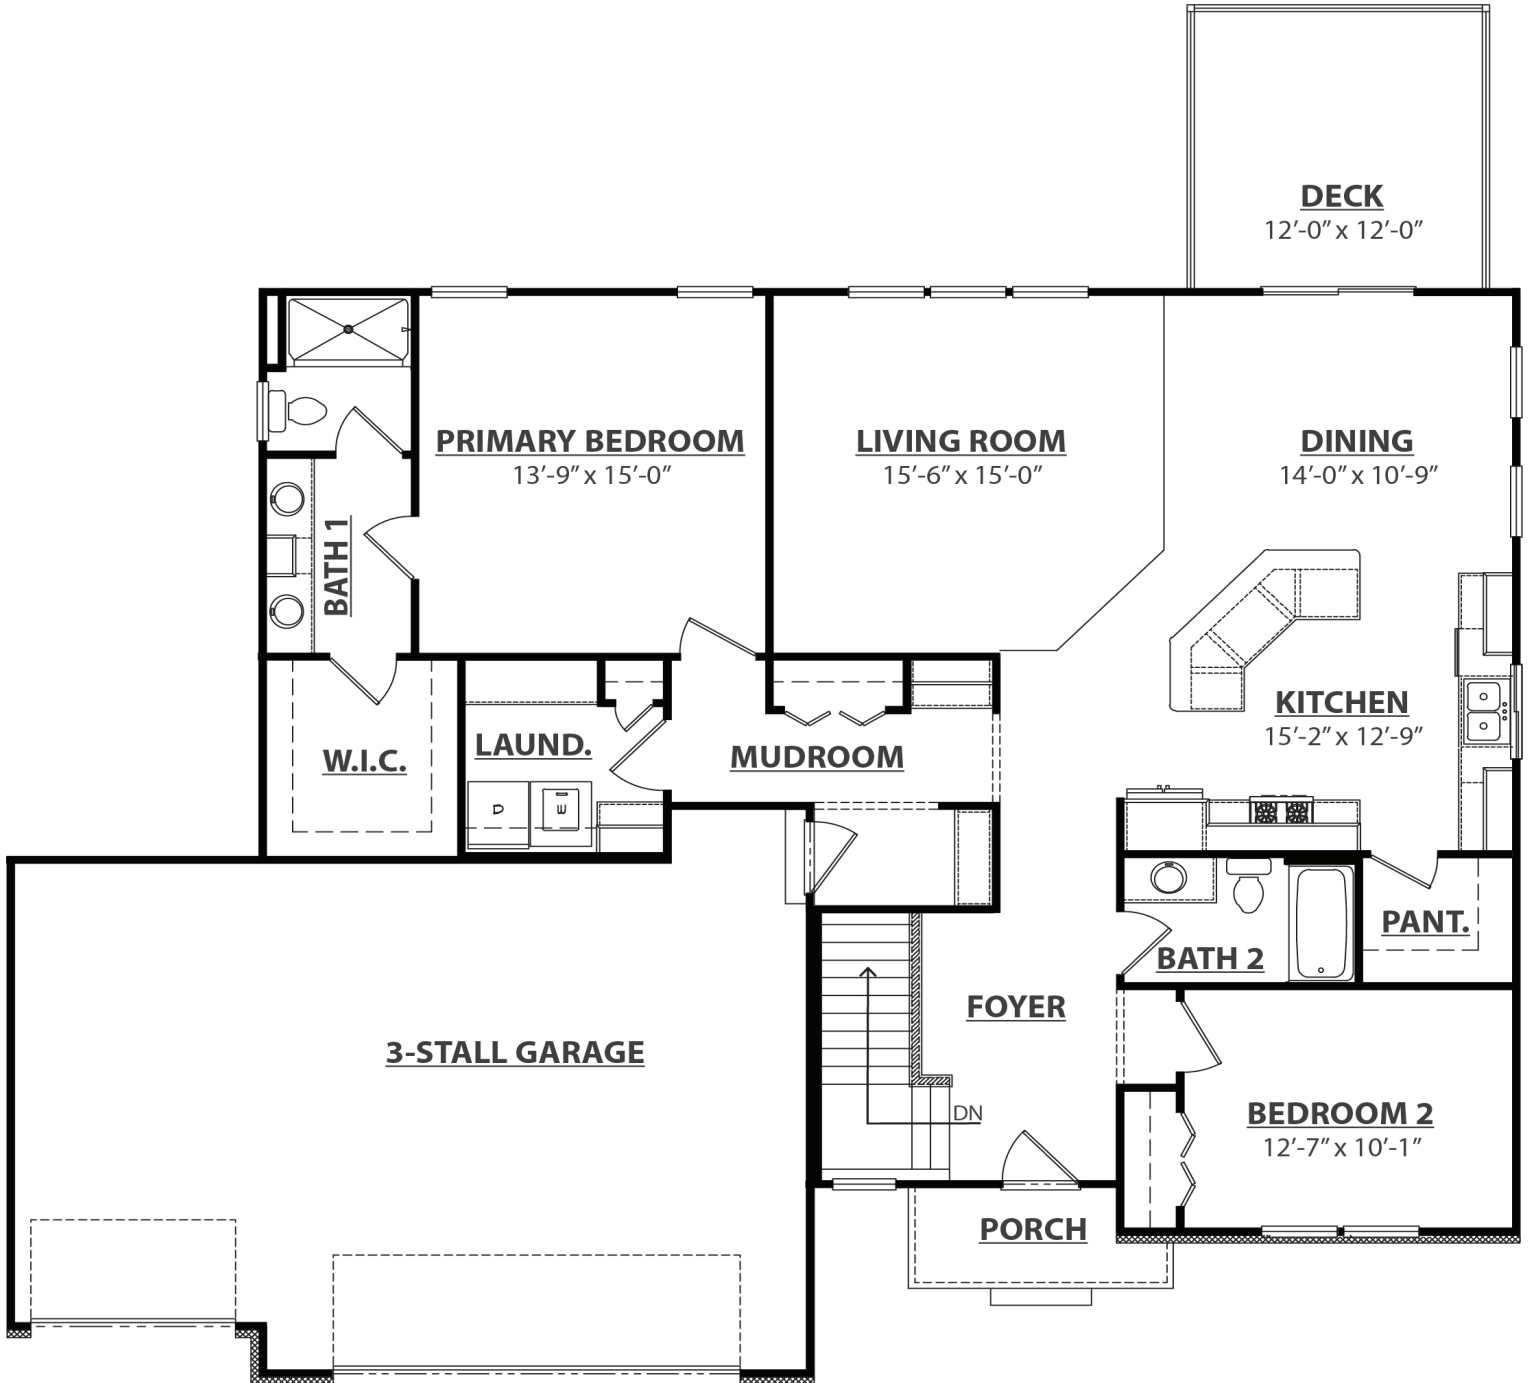 DECK
12’-0” x 12’-0”
PRIMARY BEDROOM
13’-9” x 15’-0”
LIVING ROOM
15’-6” x 15’-0”
DINING
14’-0” x 10’-9”
BATH 1
KITCHEN
15’-2” x 12’-9”
W.I.C.
LAUND.
MUDROOM
D
W
PANT.
BATH 2
FOYER
3-STALL GARAGE
DN
BEDROOM 2
12’-7” x 10’-1”
PORCH